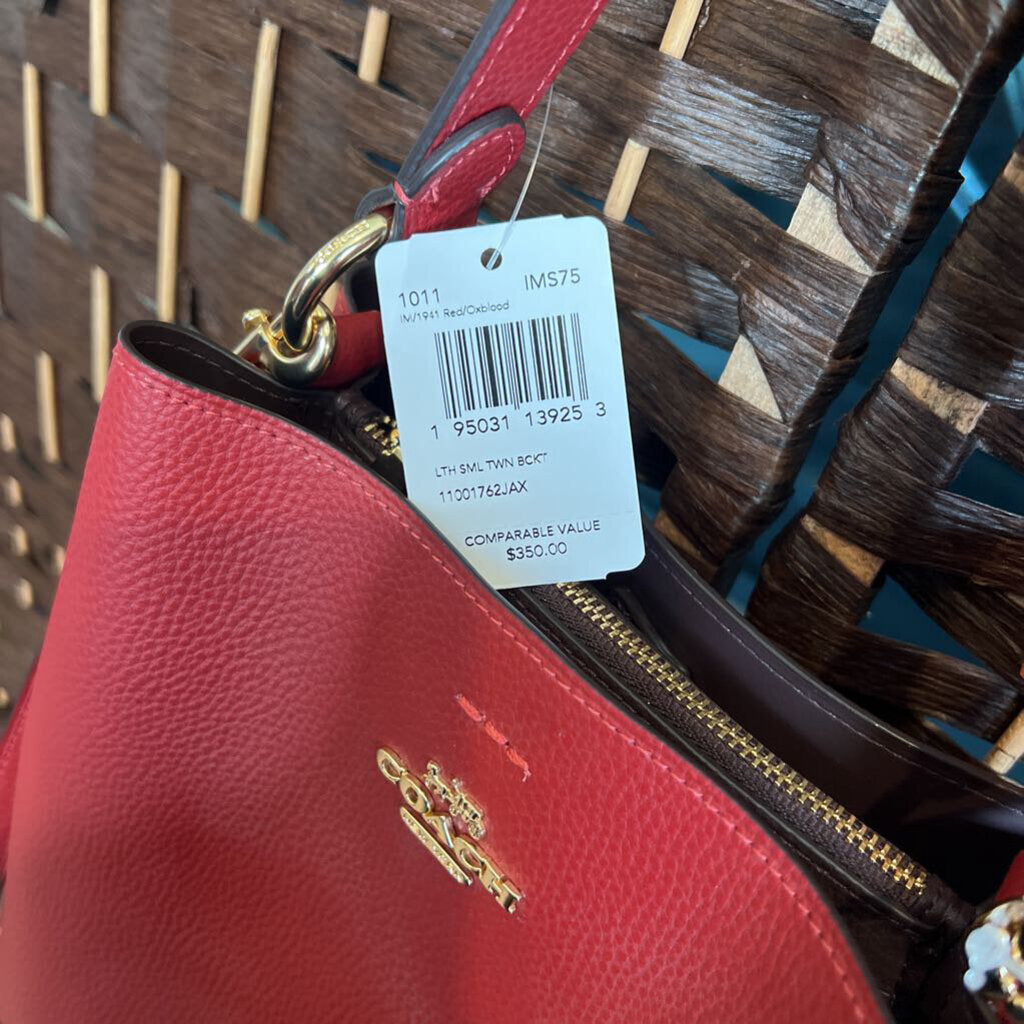 1011 IMS75
IM/1941 Red/Oxblood
1 95031 13925 3
LTH SML TWN BCKT
11001762JAX
COMPARABLE VALUE
$350.00
COACH